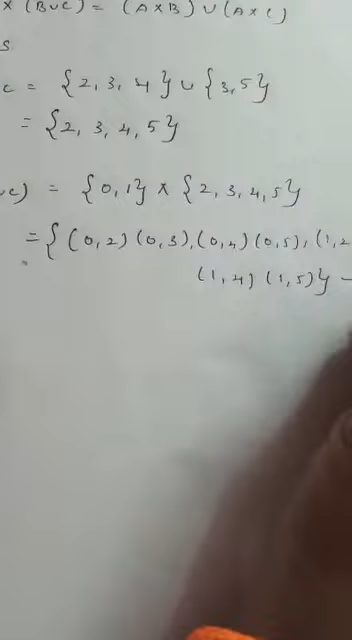 × (B∪C) = (A×B) ∪ (A×C)
s
C = {2, 3, 4} ∪ {3, 5}
= {2, 3, 4, 5}
∪C) = {0, 1} × {2, 3, 4, 5}
= { (0, 2) (0, 3), (0, 4) (0, 5), (1, 2
(1, 4) (1, 5)} –